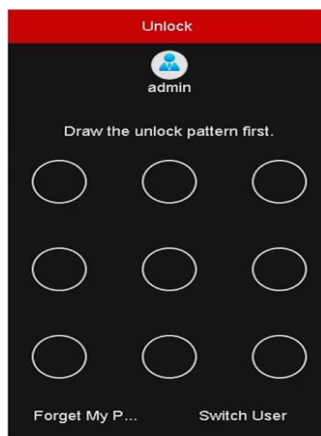 Unlock
admin
Draw the unlock pattern first.
Forget My P...
Switch User